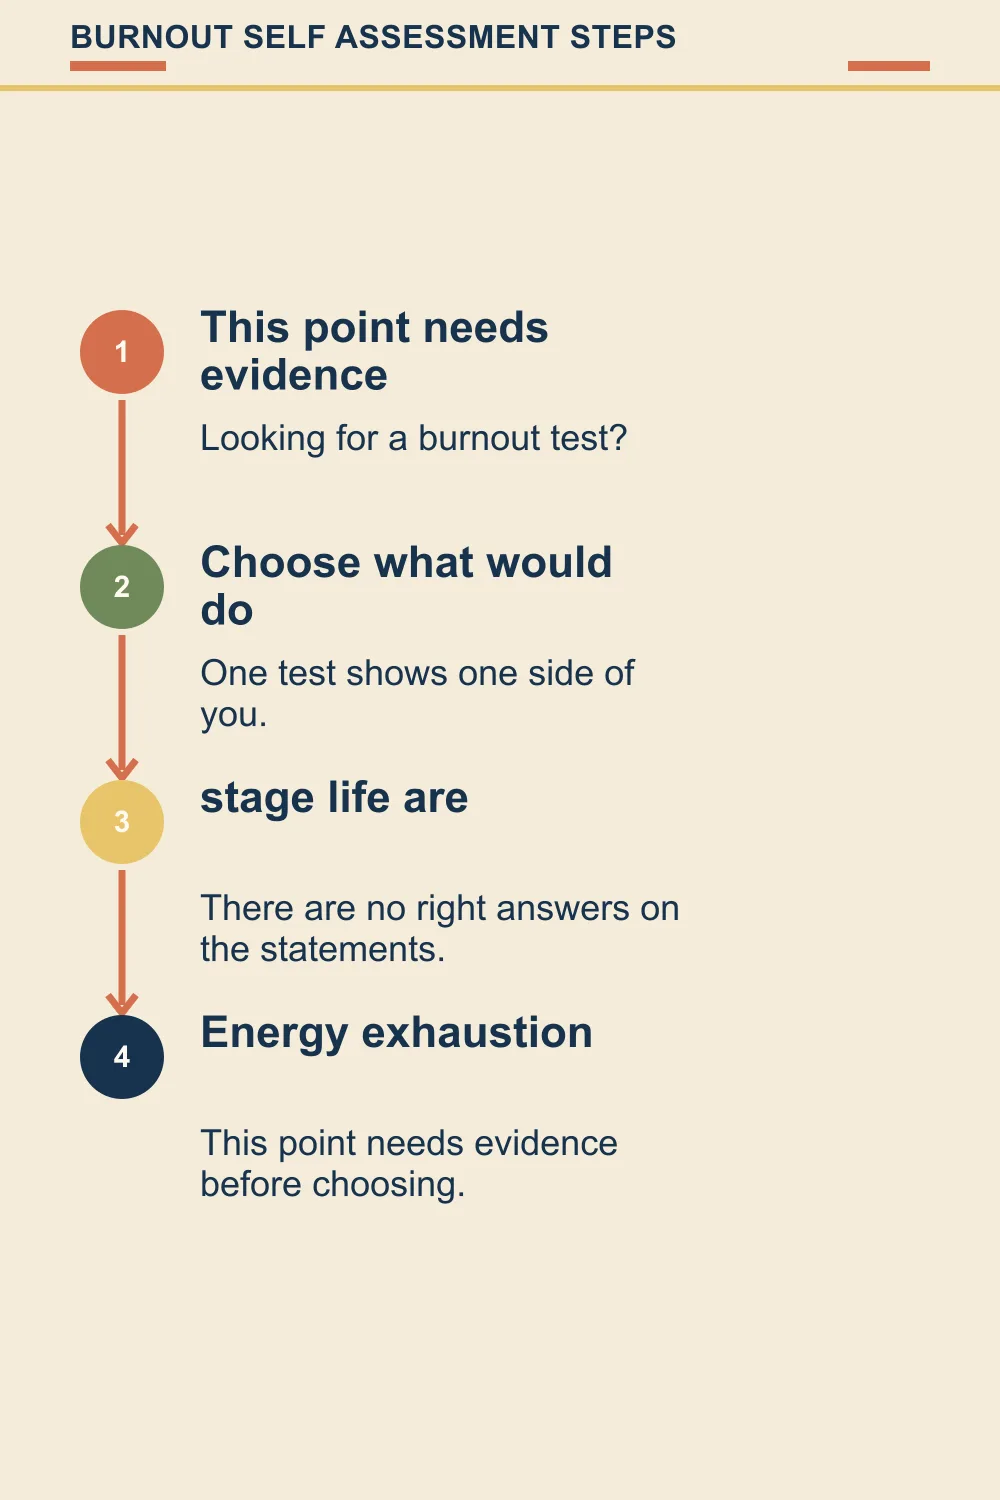 BURNOUT SELF ASSESSMENT STEPS
1
This point needs
evidence
Looking for a burnout test?
2
Choose what would
do
One test shows one side of
you.
3
stage life are
There are no right answers on
the statements.
4
Energy exhaustion
This point needs evidence
before choosing.